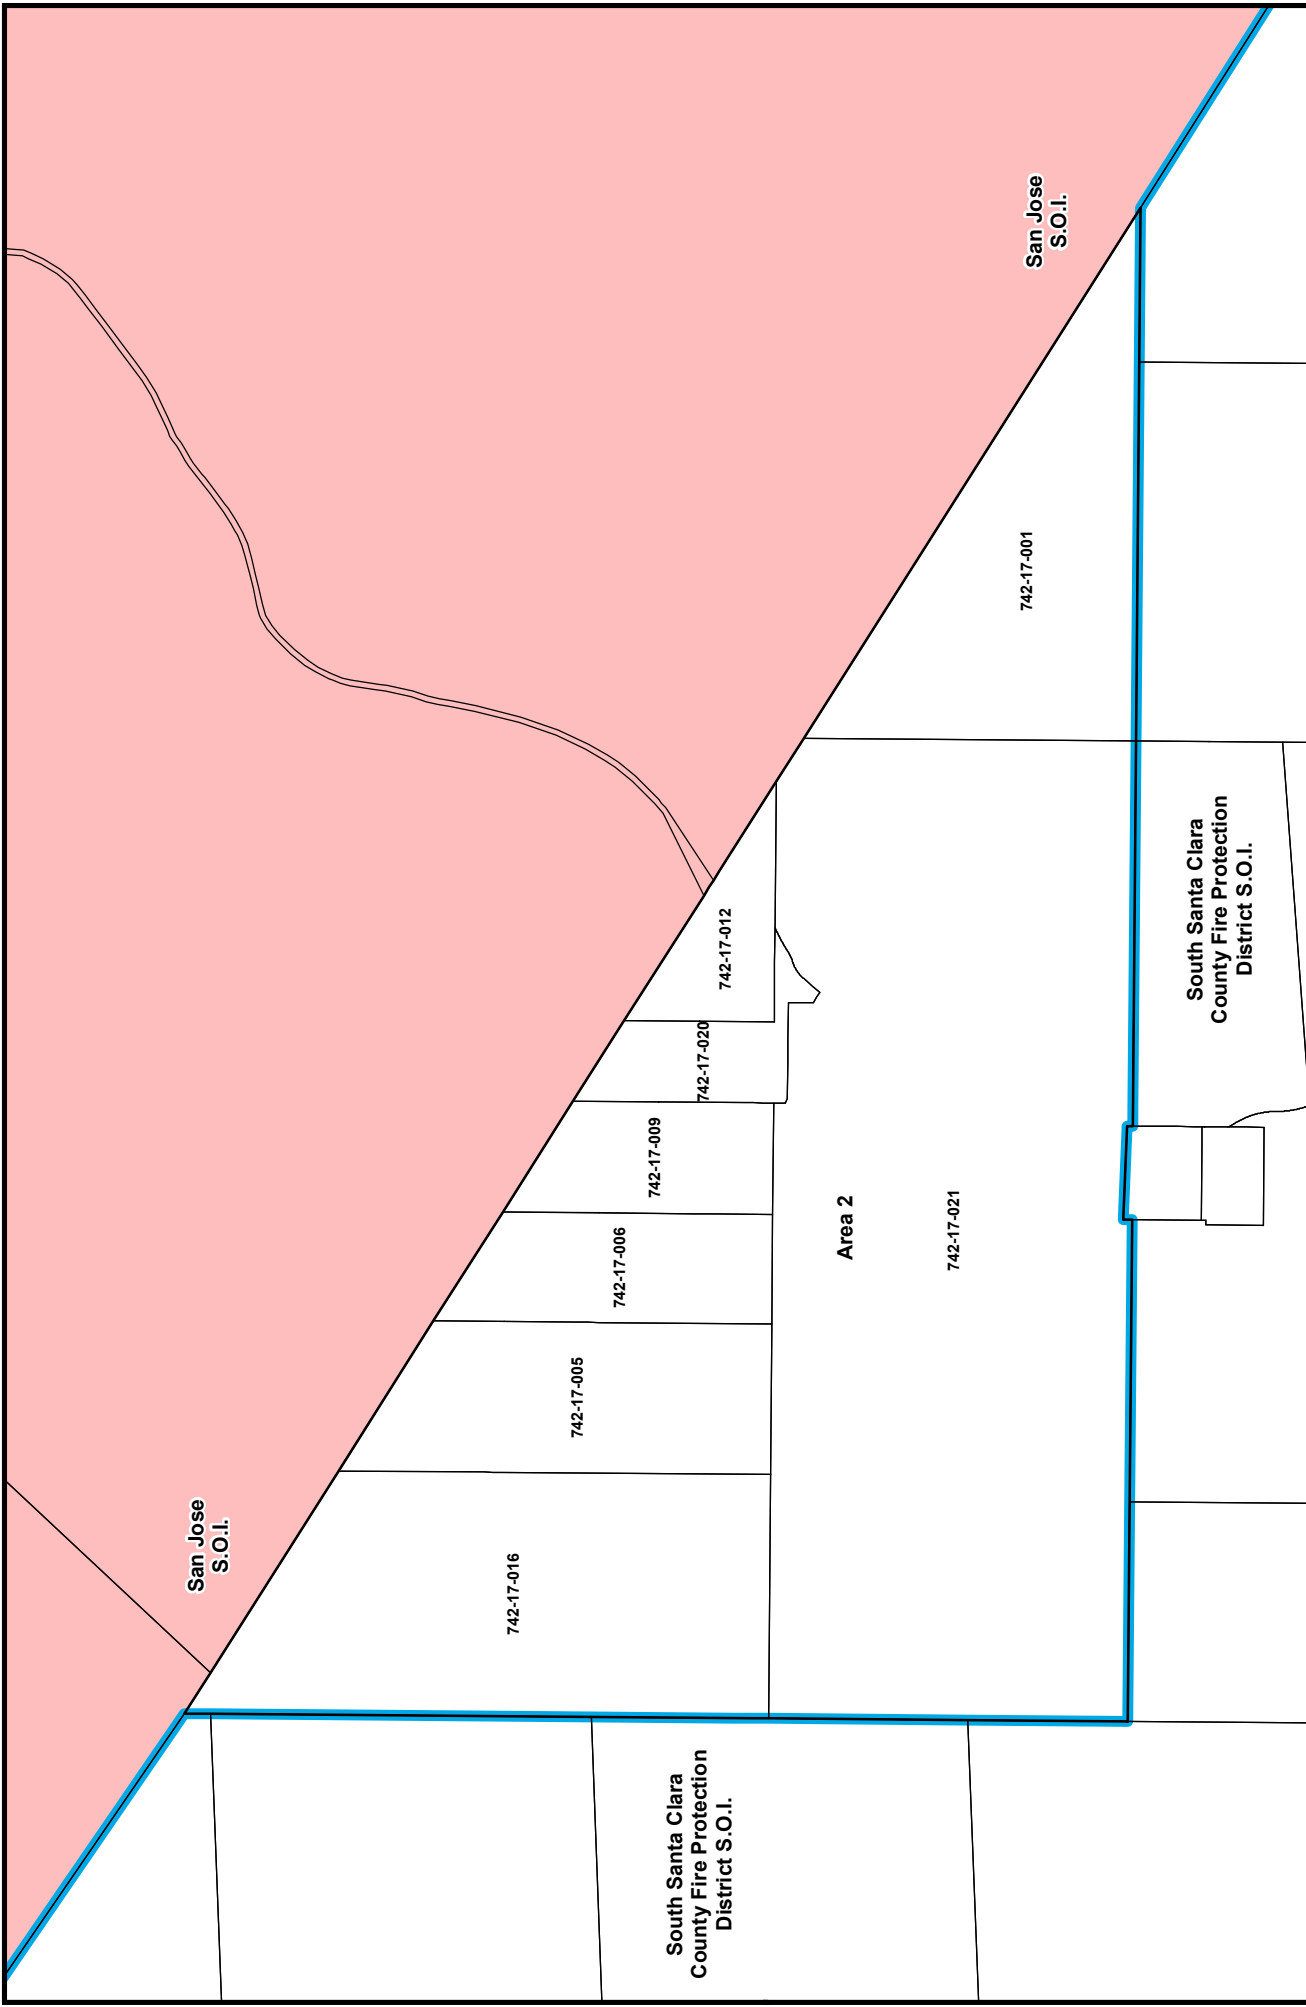 San Jose
S.O.I.
San Jose
S.O.I.
742-17-016
742-17-005
742-17-006
742-17-009
742-17-020
742-17-012
742-17-001
Area 2
742-17-021
South Santa Clara
County Fire Protection
District S.O.I.
South Santa Clara
County Fire Protection
District S.O.I.